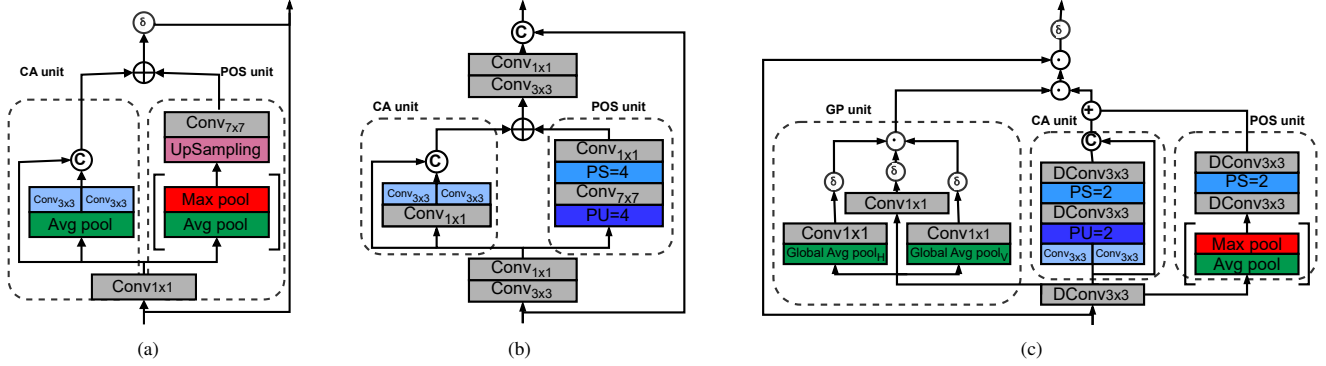 δ
CA unit
POS unit
Conv7x7
UpSampling
C
Conv3x3 Conv3x3
Avg pool
Max pool
Avg pool
Conv1x1
(a)
C
Conv1x1
Conv3x3
CA unit
POS unit
C
Conv3x3 Conv3x3
Conv1x1
Conv1x1
PS=4
Conv7x7
PU=4
Conv1x1
Conv3x3
(b)
δ
GP unit
CA unit
POS unit
δ
δ
δ
Conv1x1
Conv1x1
Global Avg poolH
Conv1x1
Global Avg poolV
C
DConv3x3
PS=2
DConv3x3
PU=2
Conv3x3 Conv3x3
DConv3x3
PS=2
DConv3x3
Max pool
Avg pool
DConv3x3
(c)